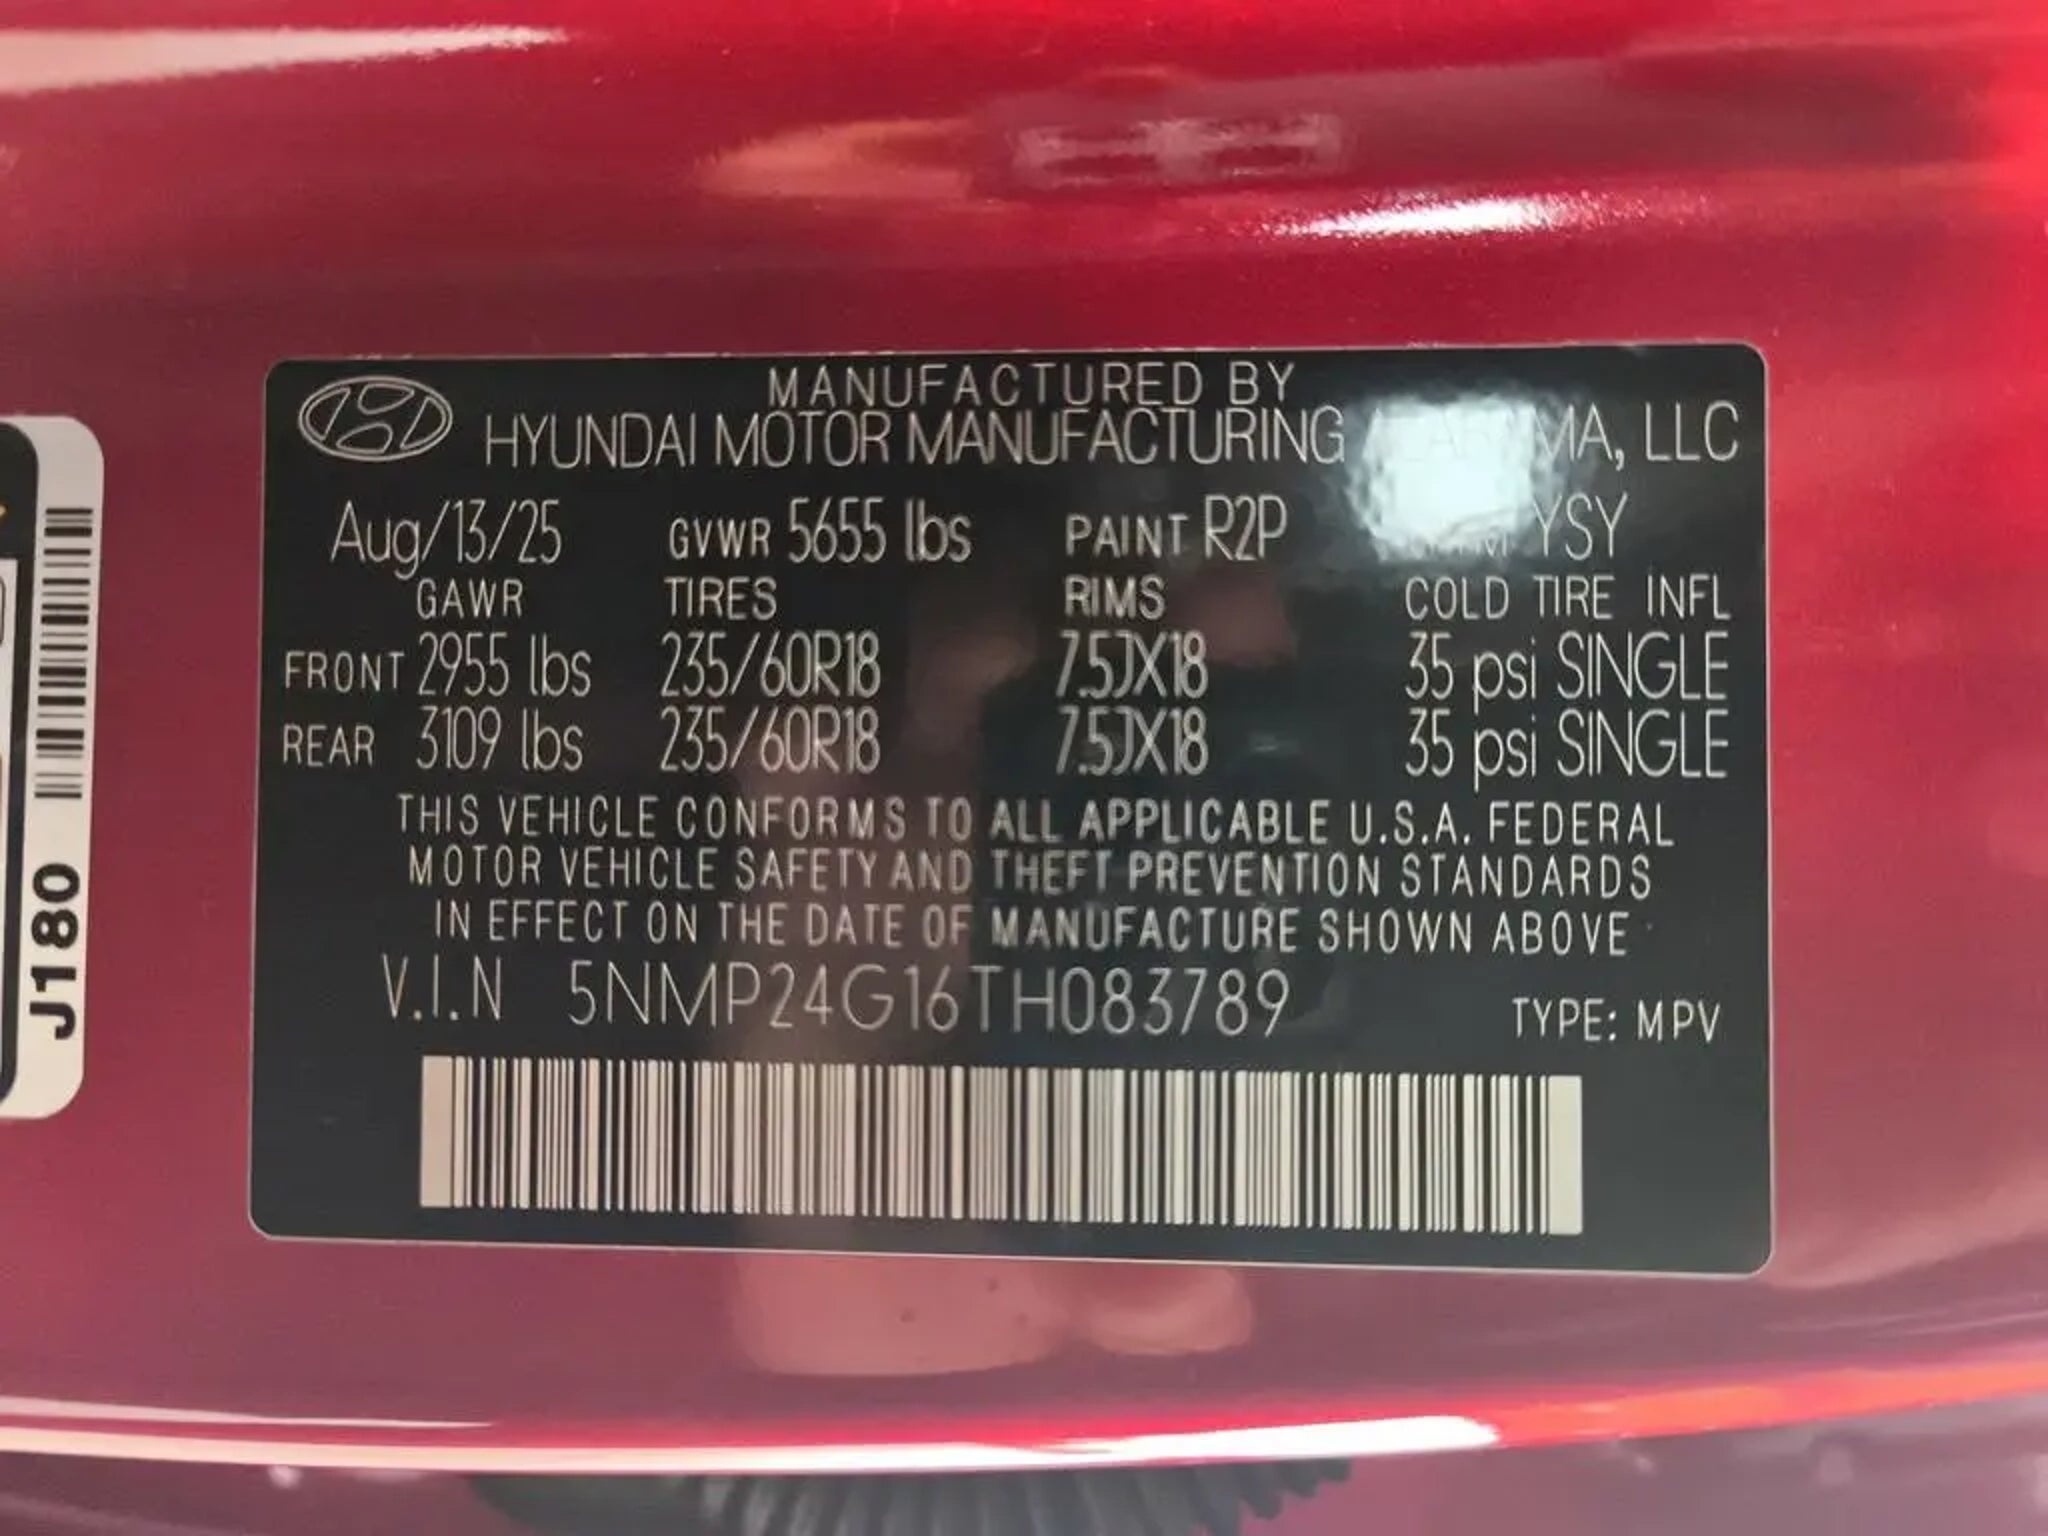 MANUFACTURED BY
HYUNDAI MOTOR MANUFACTURING ALABAMA, LLC
Aug/13/25 GVWR 5655 lbs PAINT R2P TRIM YSY
GAWR TIRES RIMS COLD TIRE INFL
FRONT 2955 lbs 235/60R18 7.5JX18 35 psi SINGLE
REAR 3109 lbs 235/60R18 7.5JX18 35 psi SINGLE
THIS VEHICLE CONFORMS TO ALL APPLICABLE U.S.A. FEDERAL
MOTOR VEHICLE SAFETY AND THEFT PREVENTION STANDARDS
IN EFFECT ON THE DATE OF MANUFACTURE SHOWN ABOVE
V.I.N 5NMP24G16TH083789 TYPE: MPV
J180